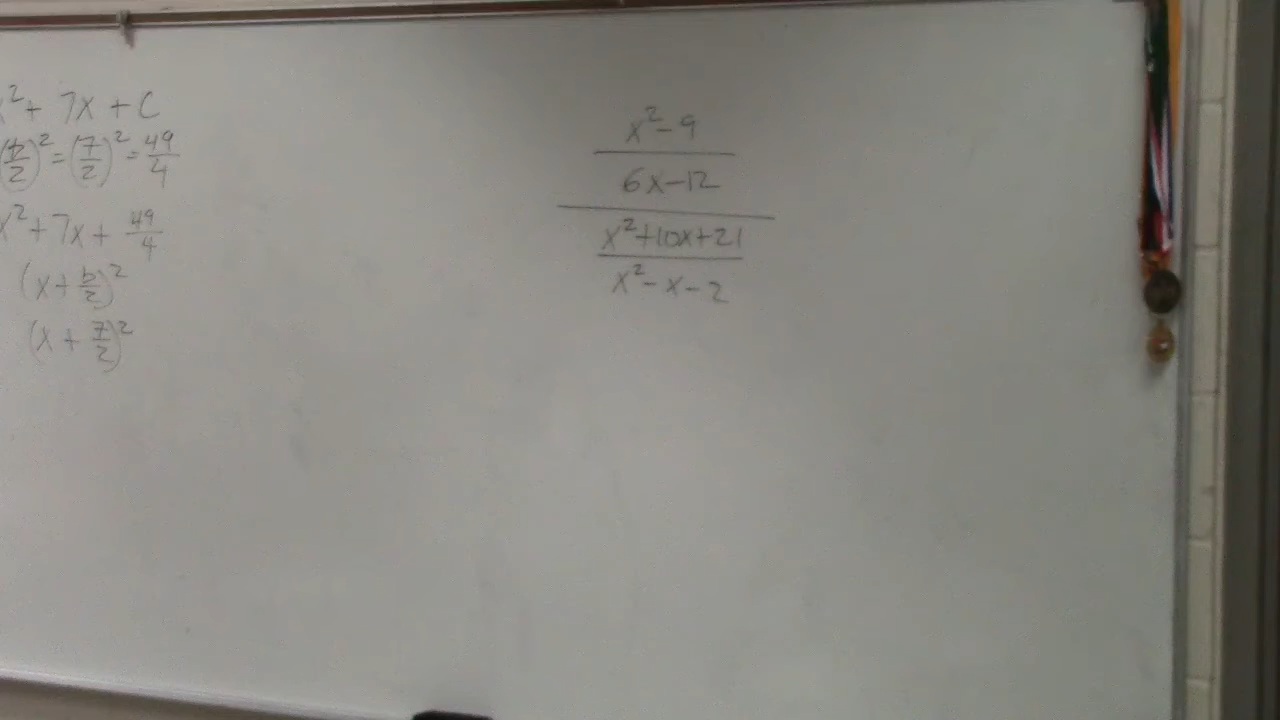 x² + 7x + C
(b/2)² = (7/2)² = 49/4
x² + 7x + 49/4
(x + b/2)²
(x + 7/2)²
x² - 9
6x - 12
x² + 10x + 21
x² - x - 2